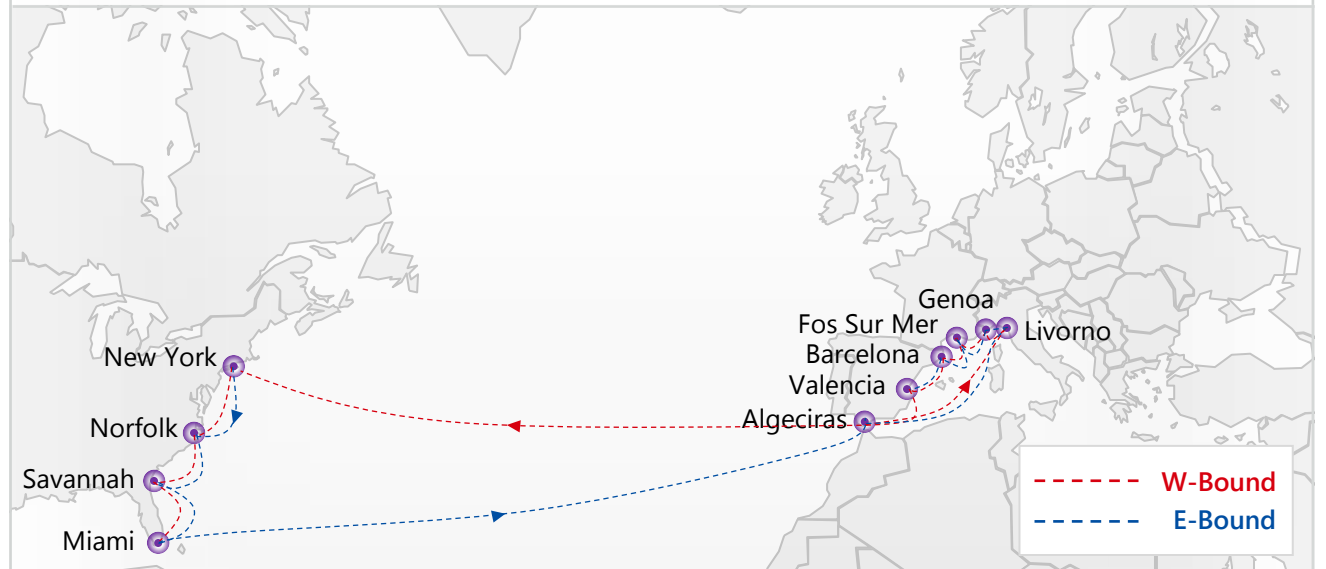 Genoa
Fos Sur Mer
Livorno
Barcelona
New York
Valencia
Algeciras
Norfolk
Savannah
W-Bound
E-Bound
Miami